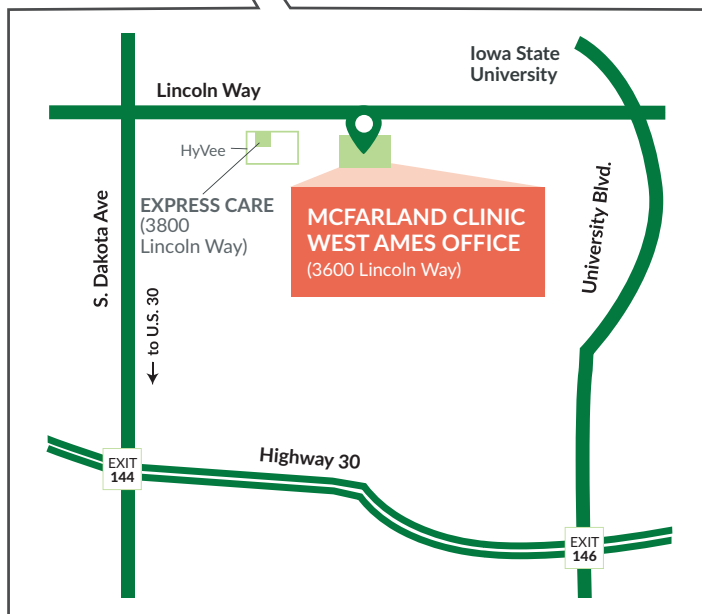 Iowa State
University
Lincoln Way
HyVee
EXPRESS CARE
(3800
Lincoln Way)
MCFARLAND CLINIC
WEST AMES OFFICE
(3600 Lincoln Way)
S. Dakota Ave
to U.S. 30
University Blvd.
Highway 30
EXIT
144
EXIT
146